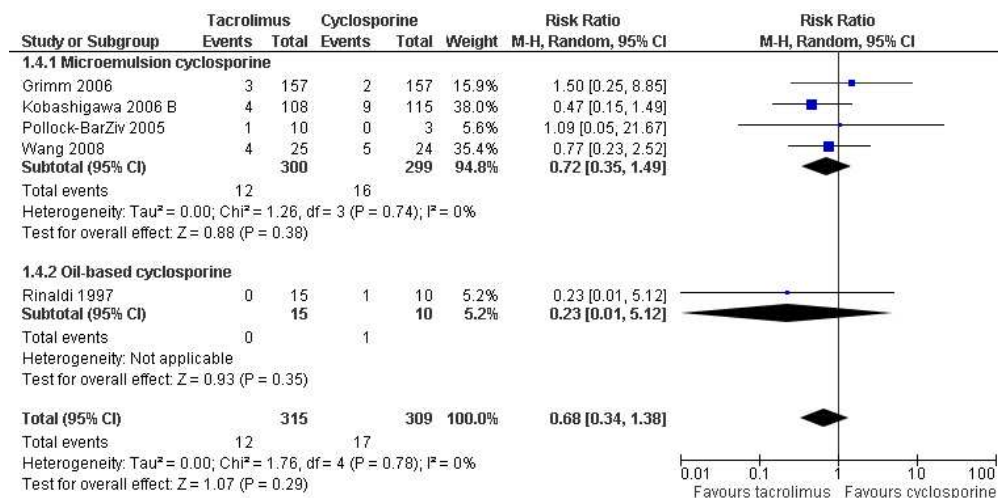 Tacrolimus Cyclosporine Risk Ratio Risk Ratio
Study or Subgroup Events Total Events Total Weight M-H, Random, 95% CI M-H, Random, 95% CI
1.4.1 Microemulsion cyclosporine
Grimm 2006 3 157 2 157 15.9% 1.50 [0.25, 8.85]
Kobashigawa 2006 B 4 108 9 115 38.0% 0.47 [0.15, 1.49]
Pollock-BarZiv 2005 1 10 0 3 5.6% 1.09 [0.05, 21.67]
Wang 2008 4 25 5 24 35.4% 0.77 [0.23, 2.52]
Subtotal (95% CI) 300 299 94.8% 0.72 [0.35, 1.49]
Total events 12 16
Heterogeneity: Tau² = 0.00; Chi² = 1.26, df = 3 (P = 0.74); I² = 0%
Test for overall effect: Z = 0.88 (P = 0.38)
1.4.2 Oil-based cyclosporine
Rinaldi 1997 0 15 1 10 5.2% 0.23 [0.01, 5.12]
Subtotal (95% CI) 15 10 5.2% 0.23 [0.01, 5.12]
Total events 0 1
Heterogeneity: Not applicable
Test for overall effect: Z = 0.93 (P = 0.35)
Total (95% CI) 315 309 100.0% 0.68 [0.34, 1.38]
Total events 12 17
Heterogeneity: Tau² = 0.00; Chi² = 1.76, df = 4 (P = 0.78); I² = 0%
Test for overall effect: Z = 1.07 (P = 0.29)
0.01 0.1 1 10 100
Favours tacrolimus Favours cyclosporine